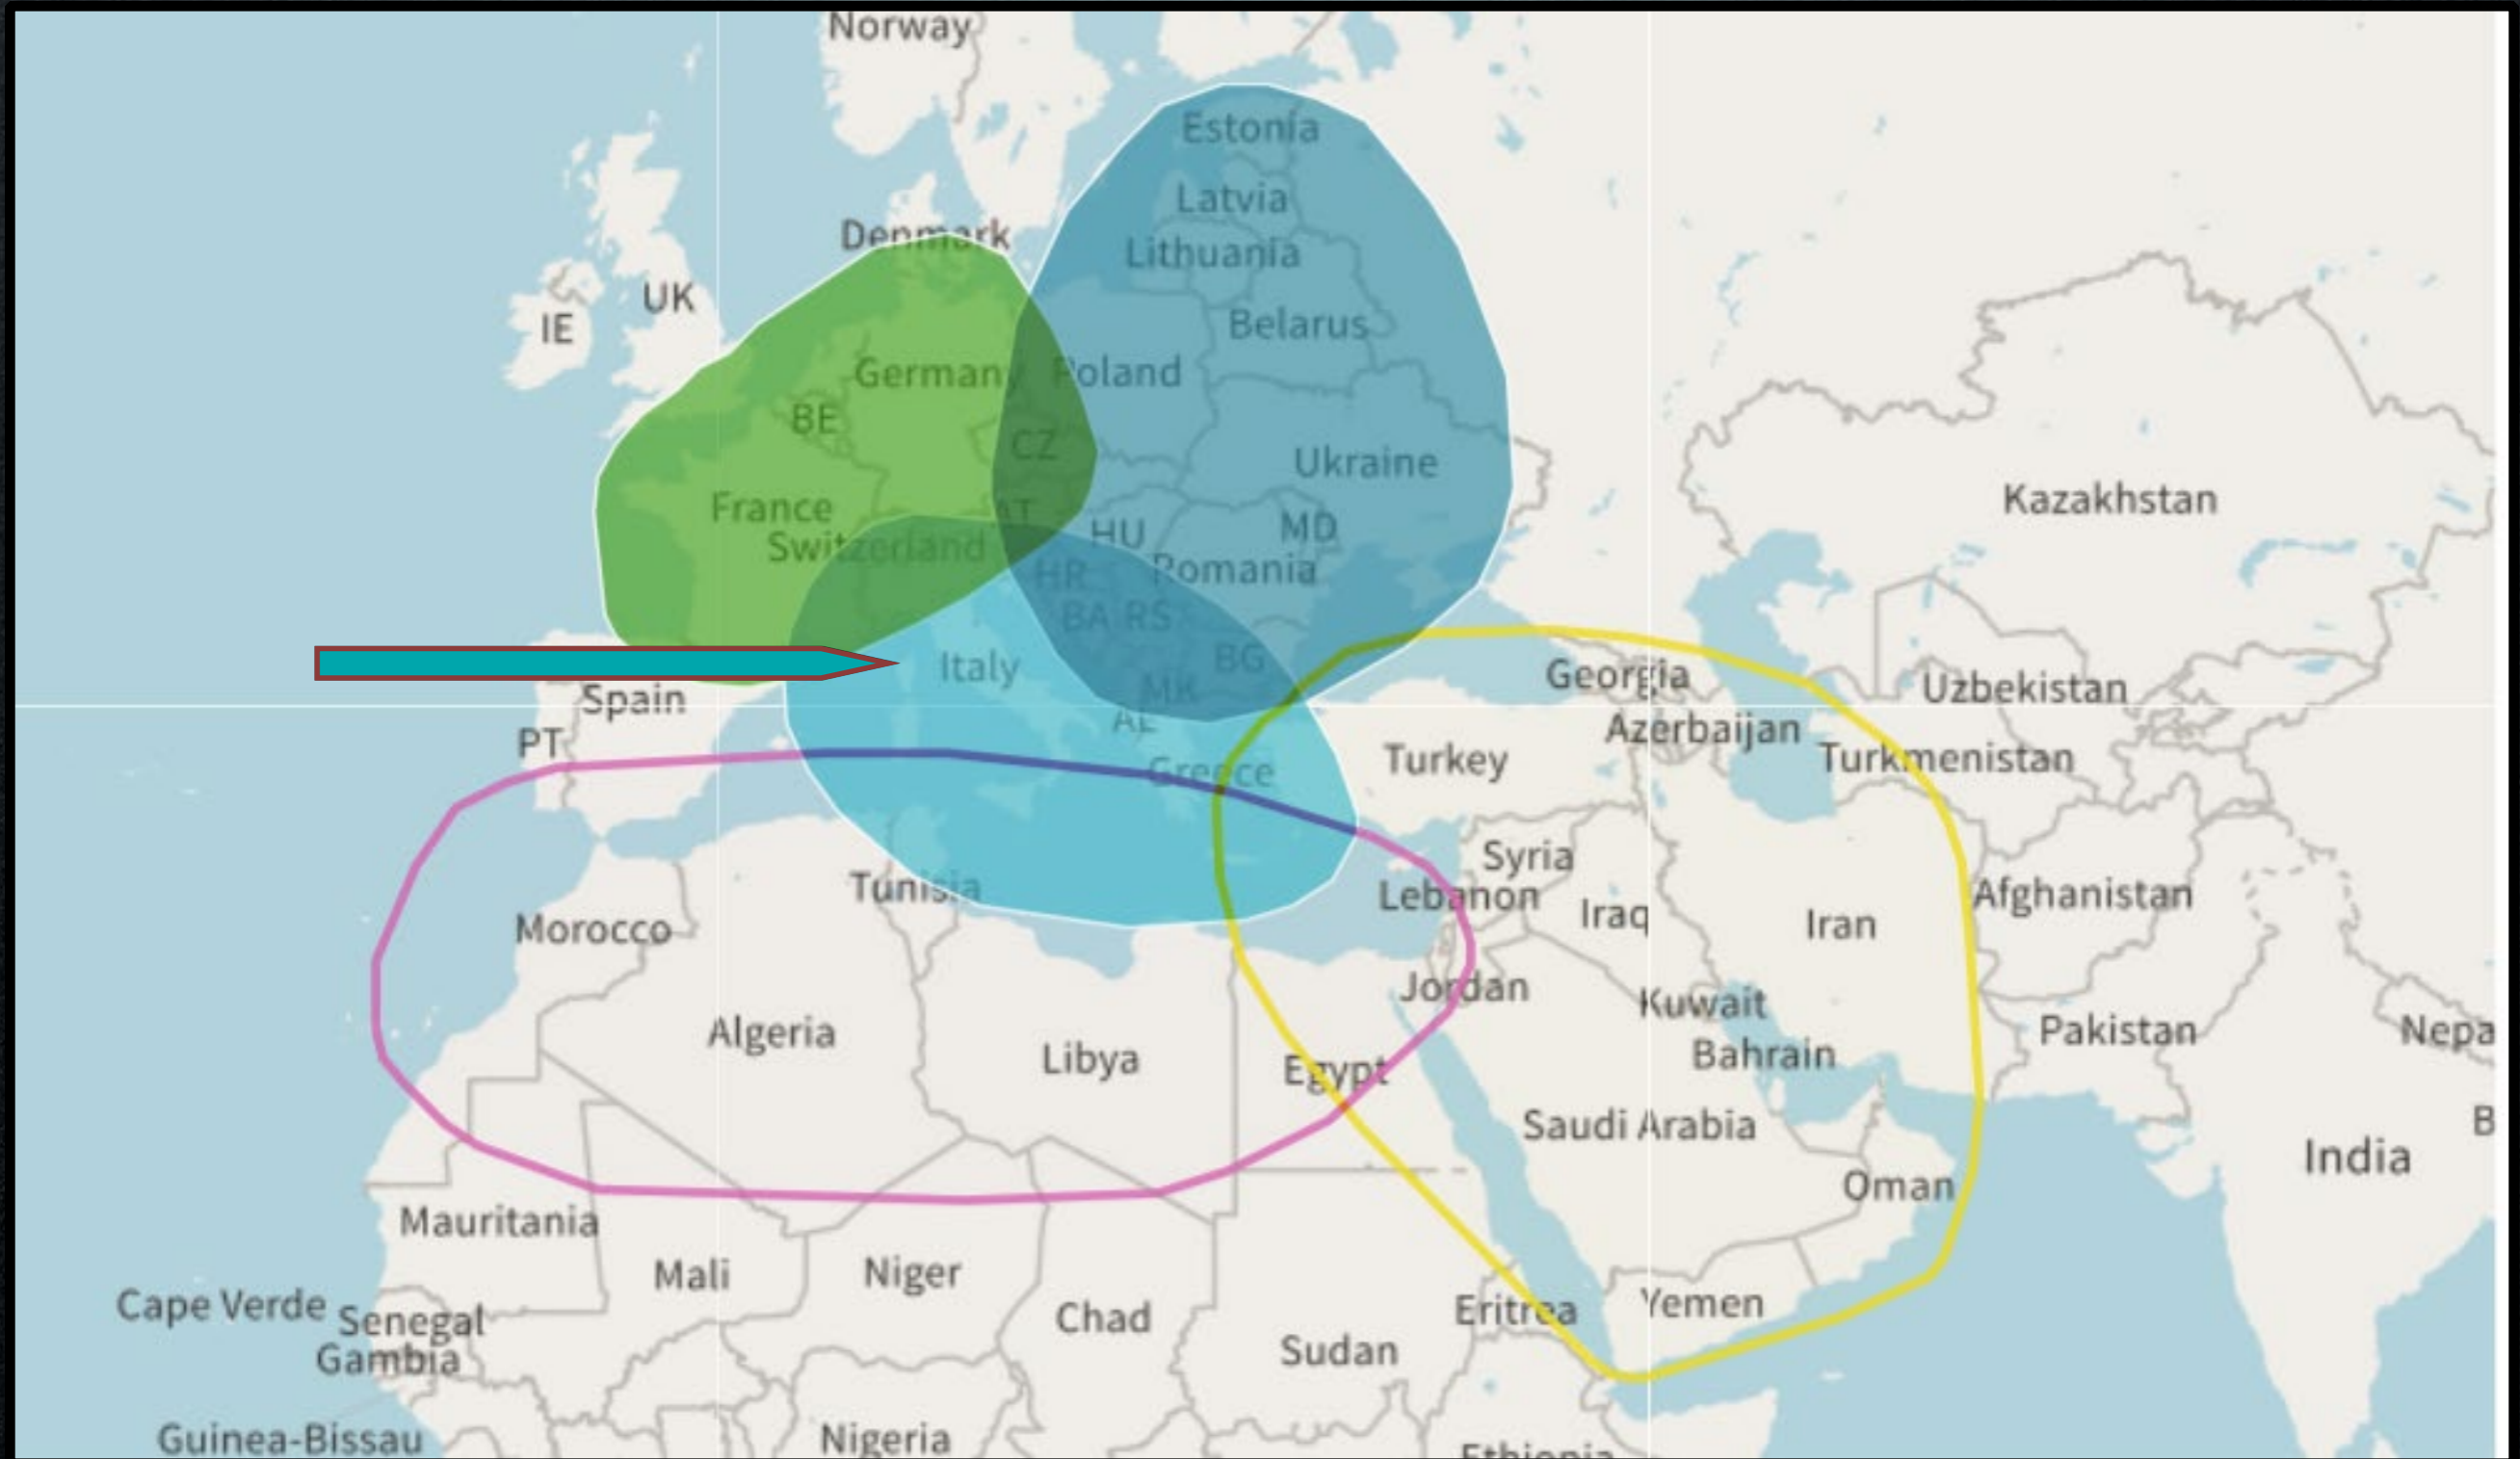 Norway
Estonia
Latvia
Denmark
Lithuania
UK
IE
Belarus
Germany
Poland
BE
CZ
Ukraine
France
AT
HU
MD
Kazakhstan
Switzerland
HR
Romania
BA
RS
Italy
BG
Georgia
Spain
MK
Uzbekistan
AL
PT
Azerbaijan
Turkey
Turkmenistan
Greece
Syria
Tunisia
Lebanon
Afghanistan
Iraq
Iran
Morocco
Jordan
Kuwait
Algeria
Libya
Pakistan
Nepa
Bahrain
Egypt
Saudi Arabia
B
India
Oman
Mauritania
Mali
Niger
Cape Verde
Senegal
Chad
Eritrea
Yemen
Gambia
Sudan
Guinea-Bissau
Nigeria
Ethiopia